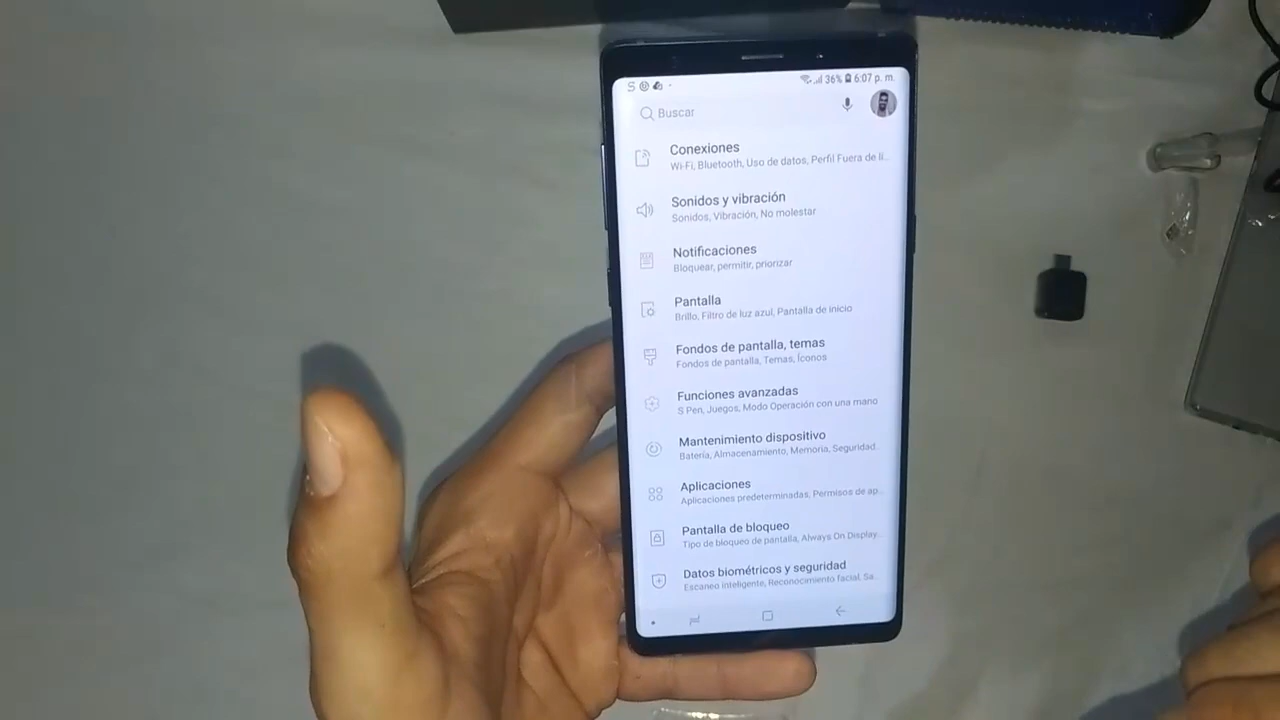 36% 6:07 p. m.
Buscar
Conexiones
Wi-Fi, Bluetooth, Uso de datos, Perfil Fuera de lí...
Sonidos y vibración
Sonidos, Vibración, No molestar
Notificaciones
Bloquear, permitir, priorizar
Pantalla
Brillo, Filtro de luz azul, Pantalla de inicio
Fondos de pantalla, temas
Fondos de pantalla, Temas, Íconos
Funciones avanzadas
S Pen, Juegos, Modo Operación con una mano
Mantenimiento dispositivo
Batería, Almacenamiento, Memoria, Seguridad...
Aplicaciones
Aplicaciones predeterminadas, Permisos de ap...
Pantalla de bloqueo
Tipo de bloqueo de pantalla, Always On Display...
Datos biométricos y seguridad
Escaneo inteligente, Reconocimiento facial, Sa...